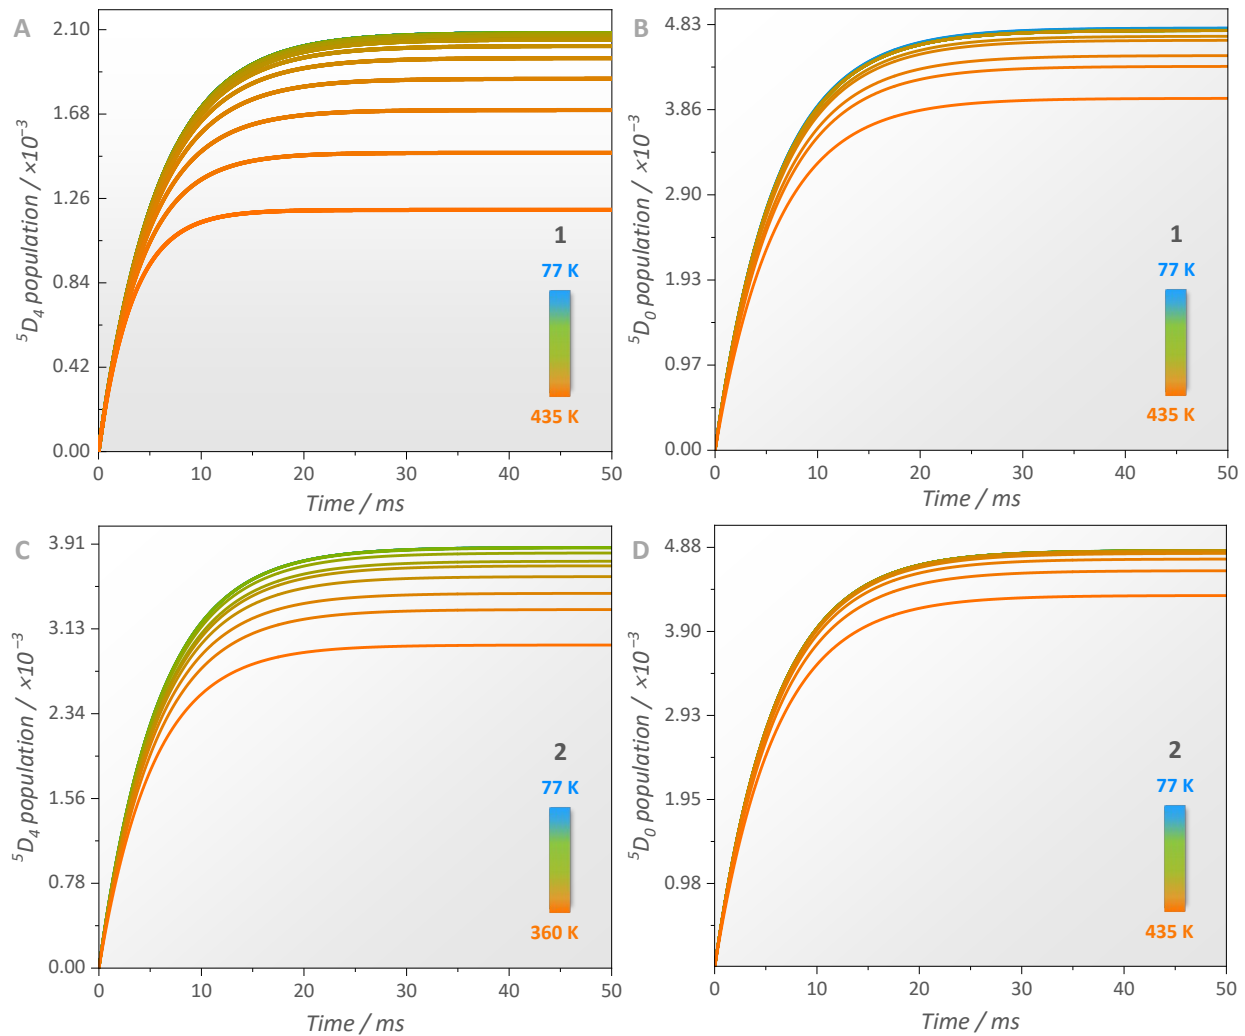 A
⁵D₄ population / ×10⁻³
2.10
1.68
1.26
0.84
0.42
0.00
1
77 K
435 K
0 10 20 30 40 50
Time / ms
B
⁵D₀ population / ×10⁻³
4.83
3.86
2.90
1.93
0.97
0.00
1
77 K
435 K
0 10 20 30 40 50
Time / ms
C
⁵D₄ population / ×10⁻³
3.91
3.13
2.34
1.56
0.78
0.00
2
77 K
360 K
0 10 20 30 40 50
Time / ms
D
⁵D₀ population / ×10⁻³
4.88
3.90
2.93
1.95
0.98
2
77 K
435 K
0 10 20 30 40 50
Time / ms